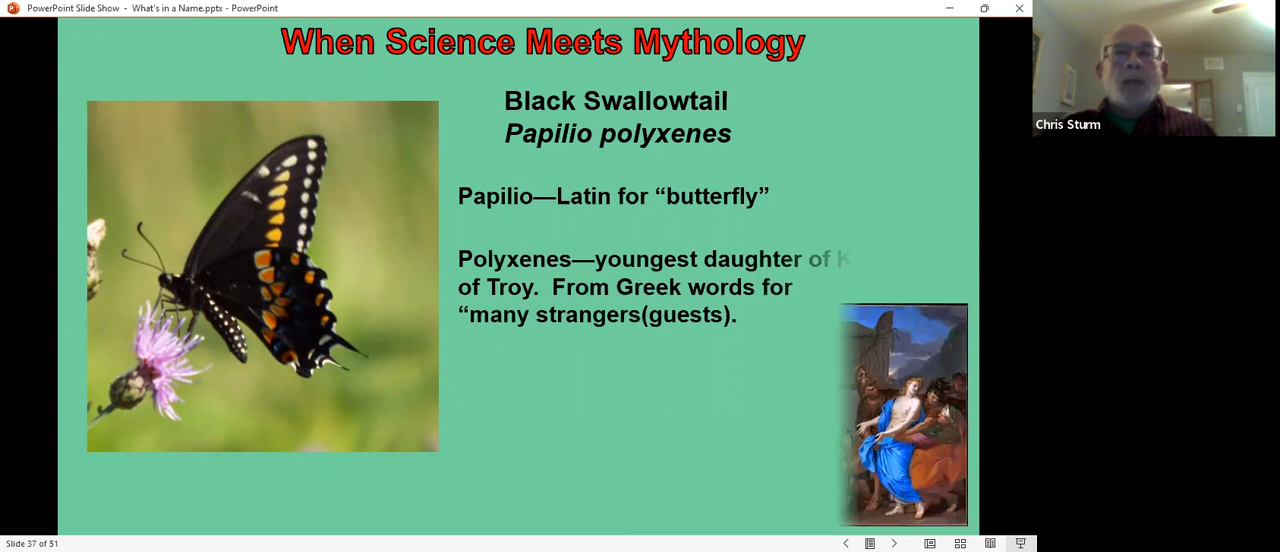 PowerPoint Slide Show - What's in a Name.pptx - PowerPoint
When Science Meets Mythology
Black Swallowtail
Papilio polyxenes
Papilio—Latin for “butterfly”
Polyxenes—youngest daughter of K
of Troy. From Greek words for
“many strangers(guests).
Chris Sturm
Slide 37 of 51